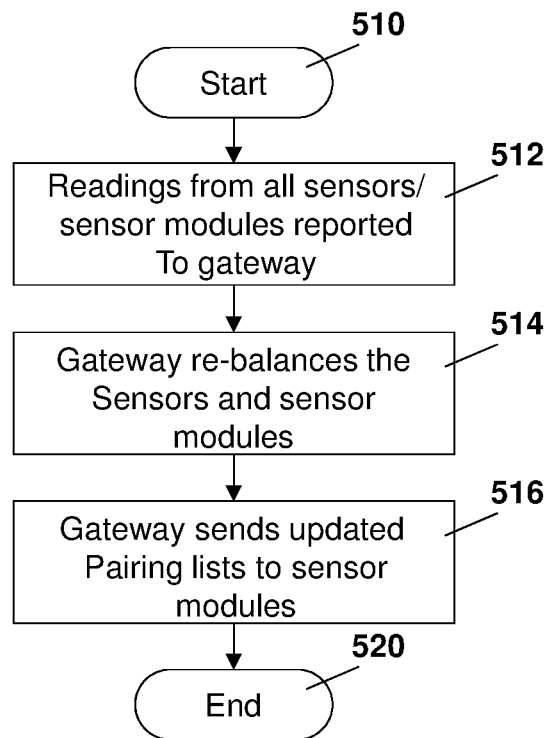 510
Start
512
Readings from all sensors/
sensor modules reported
To gateway
514
Gateway re-balances the
Sensors and sensor
modules
516
Gateway sends updated
Pairing lists to sensor
modules
520
End